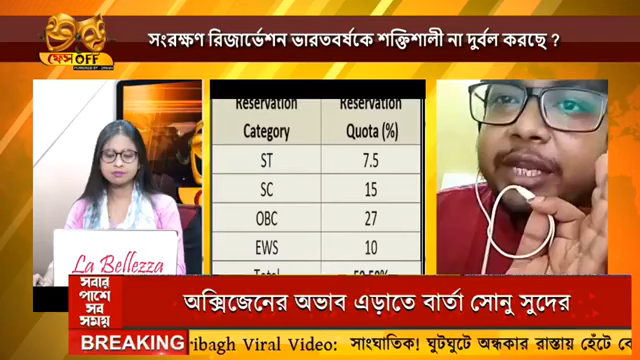 সংরক্ষণ রিজার্ভেশন ভারতবর্ষকে শক্তিশালী না দুর্বল করছে ?
ফেস OFF
Reservation Category	Reservation Quota (%)
ST	7.5
SC	15
OBC	27
EWS	10
La Bellezza
সবার
পাশে
সব
সময়
অক্সিজেনের অভাব এড়াতে বার্তা সোনু সুদের
BREAKING
ribagh Viral Video: সাংঘাতিক! ঘুটঘুটে অন্ধকার রাস্তায় হেঁটে